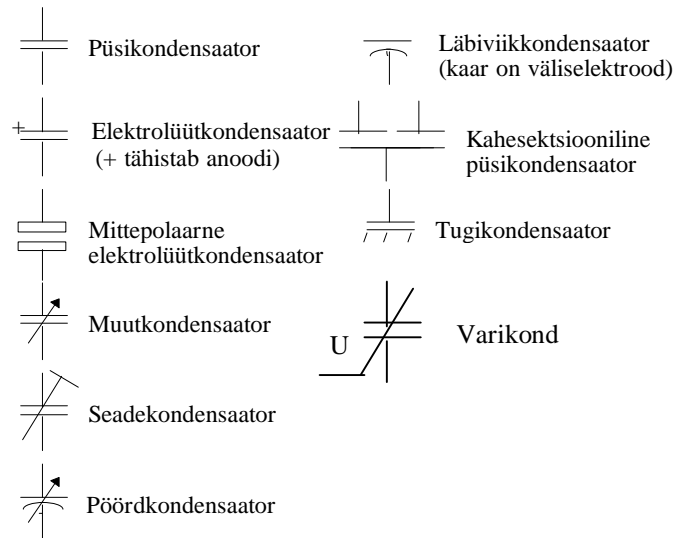 Püsikondensaator
+
Elektrolüütkondensaator
(+ tähistab anoodi)
Mittepolaarne
elektrolüütkondensaator
Muutkondensaator
Seadekondensaator
Pöördkondensaator
Läbiviikkondensaator
(kaar on väliselektrood)
Kahesektsiooniline
püsikondensaator
Tugikondensaator
U
Varikond